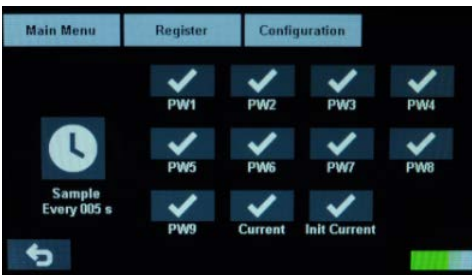 Main Menu Register Configuration
PW1 PW2 PW3 PW4
PW5 PW6 PW7 PW8
Sample
Every 005 s
PW9 Current Init Current